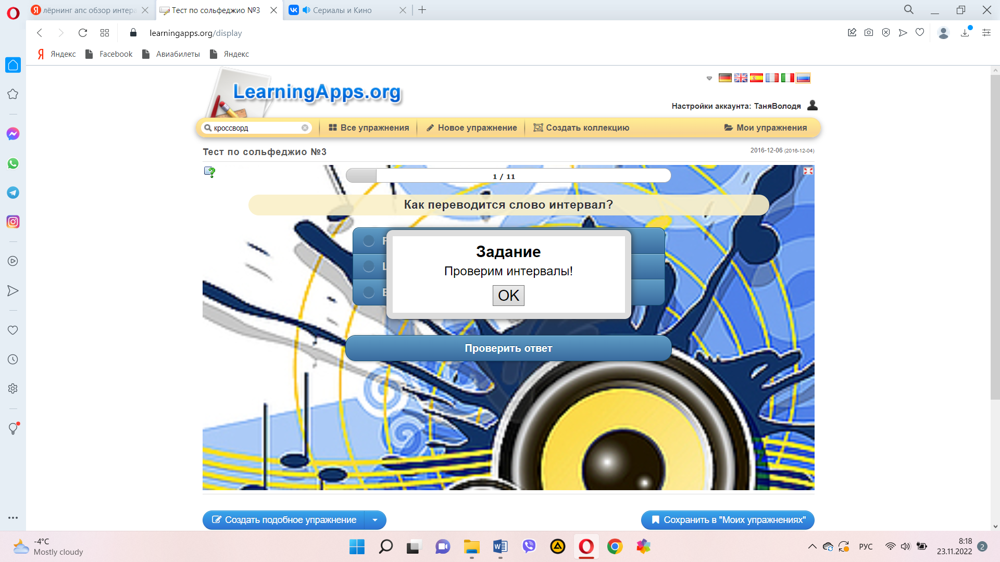 лёрнинг апс обзор интера
Тест по сольфеджио №3
Сериалы и Кино
learningapps.org/display
Яндекс
Facebook
Авиабилеты
Яндекс
LearningApps.org
Настройки аккаунта: ТаняВолодя
кроссворд
Все упражнения
Новое упражнение
Создать коллекцию
Мои упражнения
Тест по сольфеджио №3
2016-12-06 (2016-12-04)
1 / 11
Как переводится слово интервал?
Задание
Проверим интервалы!
OK
Проверить ответ
Создать подобное упражнение
Сохранить в "Моих упражнениях"
-4°C
Mostly cloudy
РУС
8:18
23.11.2022
2